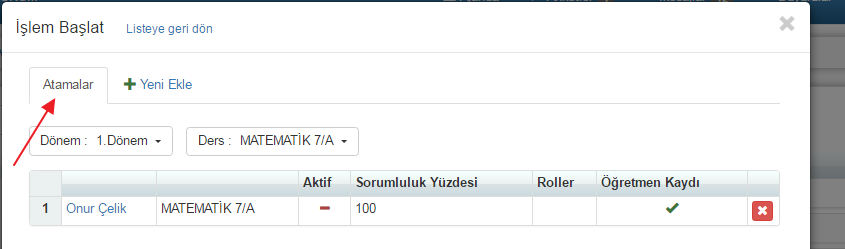 İşlem Başlat Listeye geri dön
Atamalar Yeni Ekle
Dönem : 1.Dönem Ders : MATEMATİK 7/A
Aktif Sorumluluk Yüzdesi Roller Öğretmen Kaydı
1 Onur Çelik MATEMATİK 7/A 100